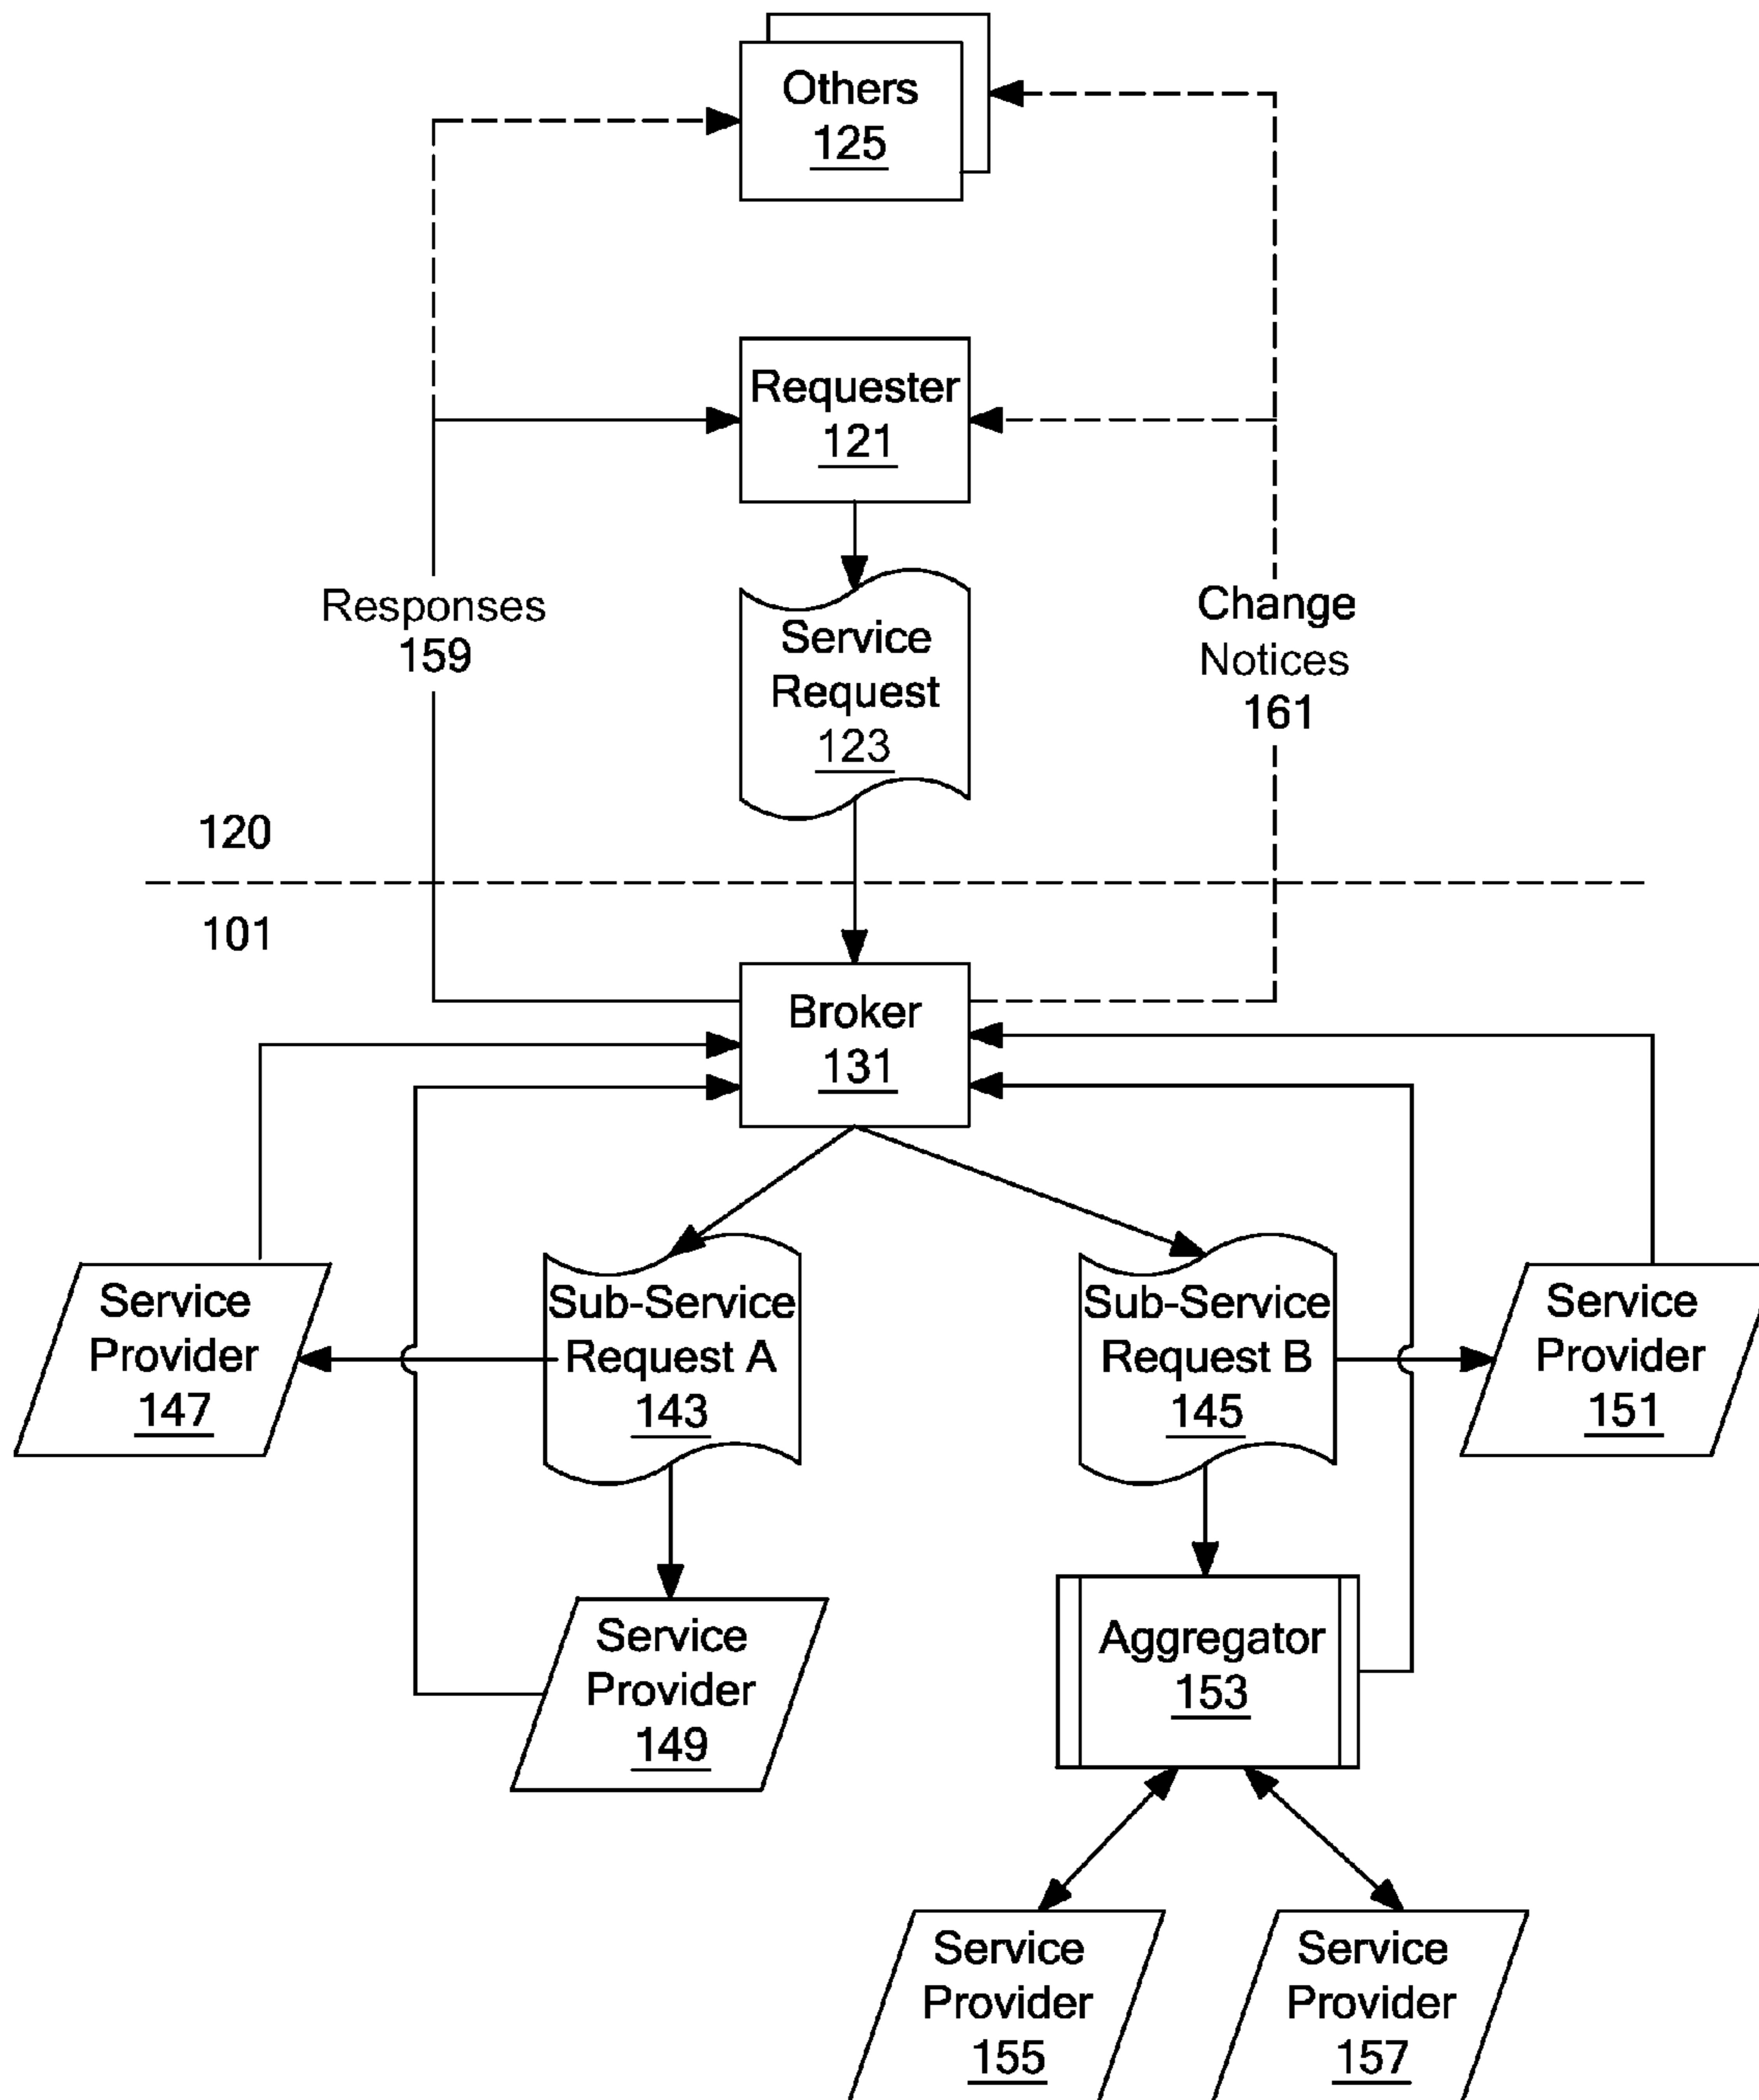 Others
125
Requester
121
Responses
159
Service
Request
123
Change
Notices
161
120
101
Broker
131
Service
Provider
147
Sub-Service
Request A
143
Sub-Service
Request B
145
Service
Provider
151
Service
Provider
149
Aggregator
153
Service
Provider
155
Service
Provider
157